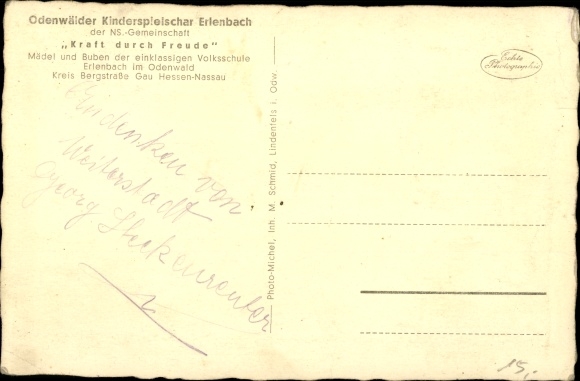 Odenwälder Kinderspielschar Erlenbach
der NS.-Gemeinschaft
„Kraft durch Freude“
Mädel und Buben der einklassigen Volksschule
Erlenbach im Odenwald
Kreis Bergstraße Gau Hessen-Nassau
Andenken von
Weiterstadt
Georg
Photo-Michel, Inh. M. Schmid, Lindenfels i. Odw.
Echte
Photographie
15.